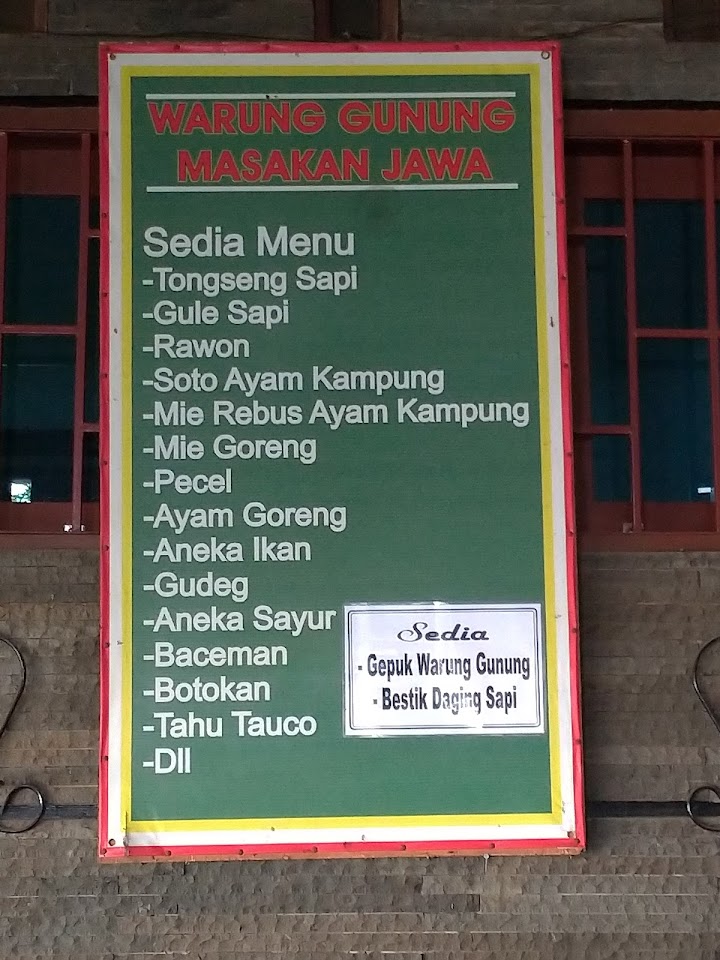 WARUNG GUNUNG
MASAKAN JAWA
Sedia Menu
-Tongseng Sapi
-Gule Sapi
-Rawon
-Soto Ayam Kampung
-Mie Rebus Ayam Kampung
-Mie Goreng
-Pecel
-Ayam Goreng
-Aneka Ikan
-Gudeg
-Aneka Sayur
-Baceman
-Botokan
-Tahu Tauco
-Dll
Sedia
- Gepuk Warung Gunung
- Bestik Daging Sapi